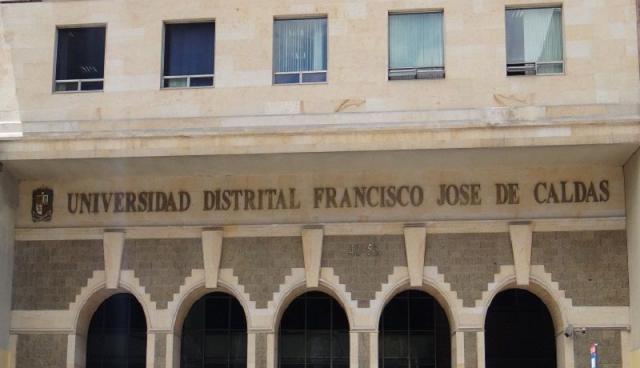 UNIVERSIDAD DISTRITAL FRANCISCO JOSE DE CALDAS